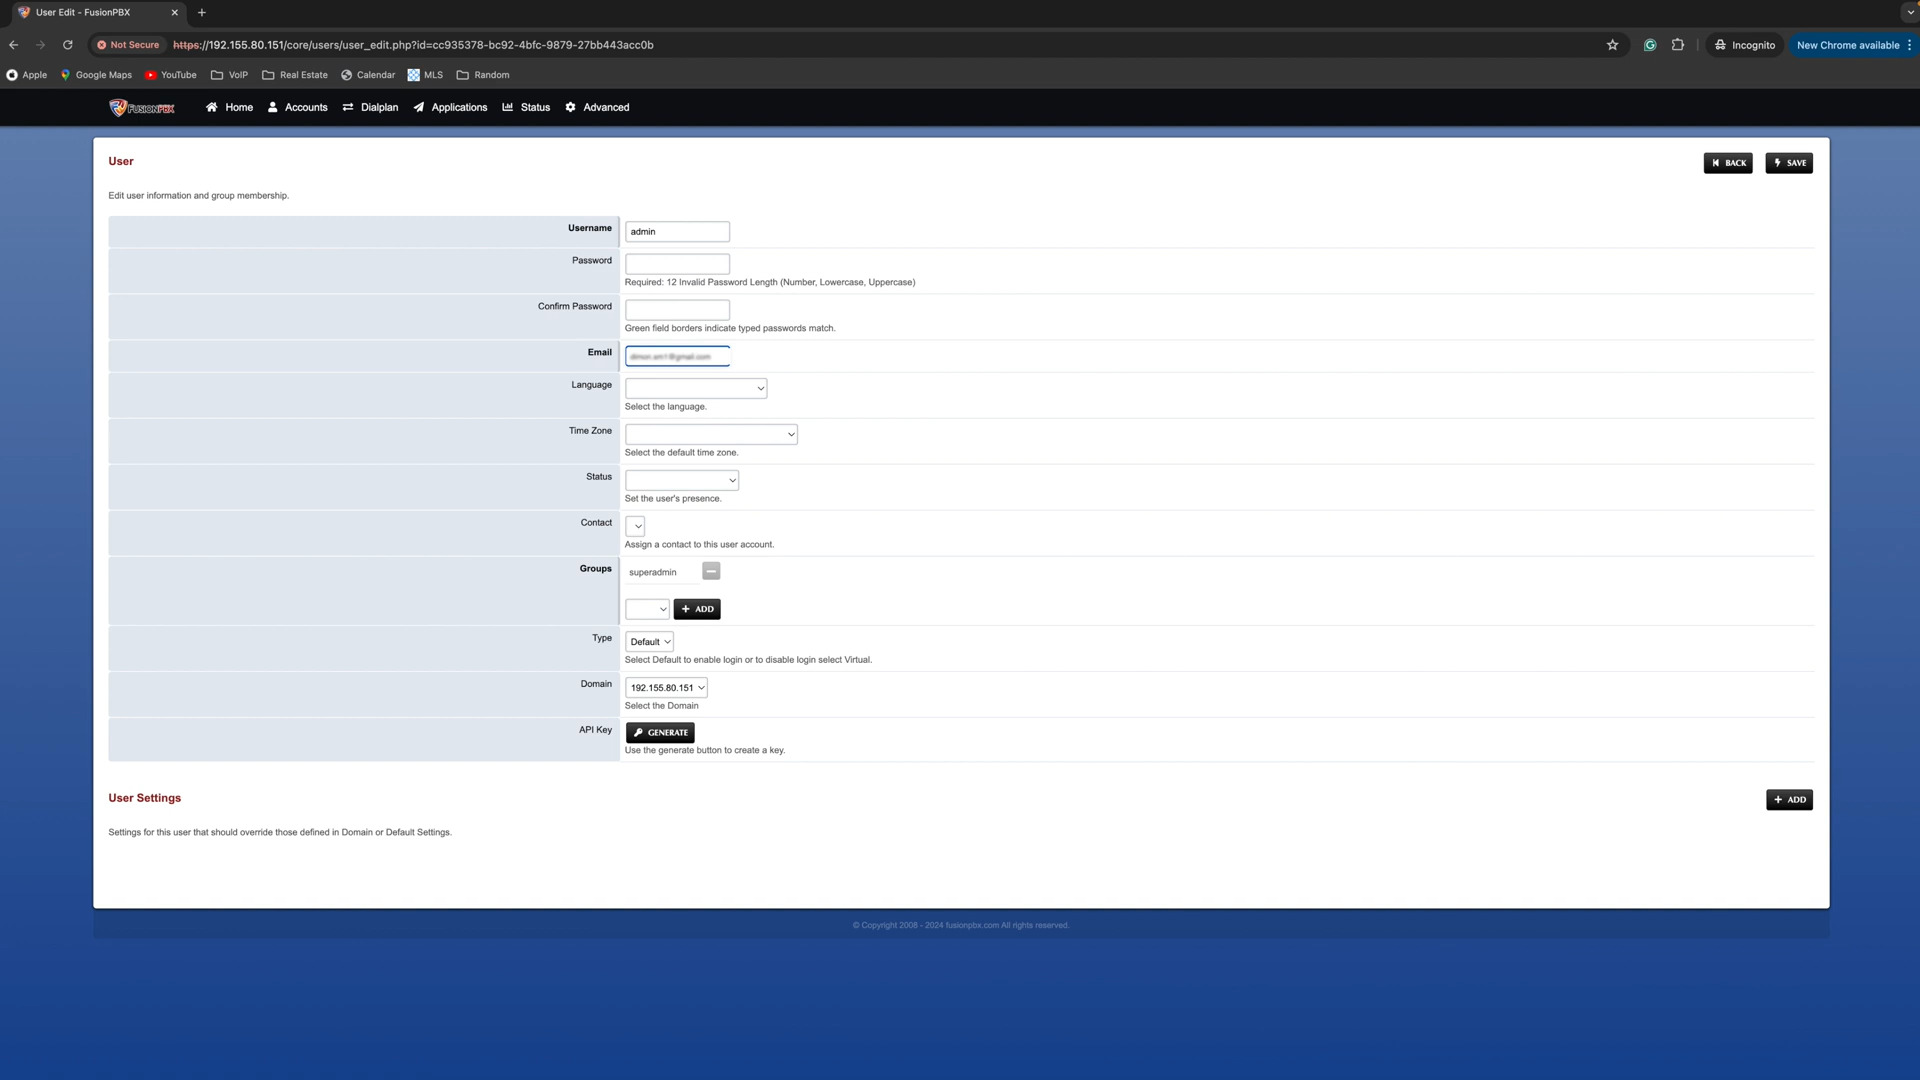 User Edit - FusionPBX
Not Secure https://192.155.80.151/core/users/user_edit.php?id=cc935378-bc92-4bfc-9879-27bb443acc0b Incognito New Chrome available
Apple Google Maps YouTube VoIP Real Estate Calendar MLS Random
FUSIONPBX Home Accounts Dialplan Applications Status Advanced
User BACK SAVE
Edit user information and group membership.
Username admin
Password
Required: 12 Invalid Password Length (Number, Lowercase, Uppercase)
Confirm Password
Green field borders indicate typed passwords match.
Email
Language
Select the language.
Time Zone
Select the default time zone.
Status
Set the user's presence.
Contact
Assign a contact to this user account.
Groups superadmin
ADD
Type Default
Select Default to enable login or to disable login select Virtual.
Domain 192.155.80.151
Select the Domain
API Key GENERATE
Use the generate button to create a key.
User Settings ADD
Settings for this user that should override those defined in Domain or Default Settings.
© Copyright 2008 - 2024 fusionpbx.com All rights reserved.